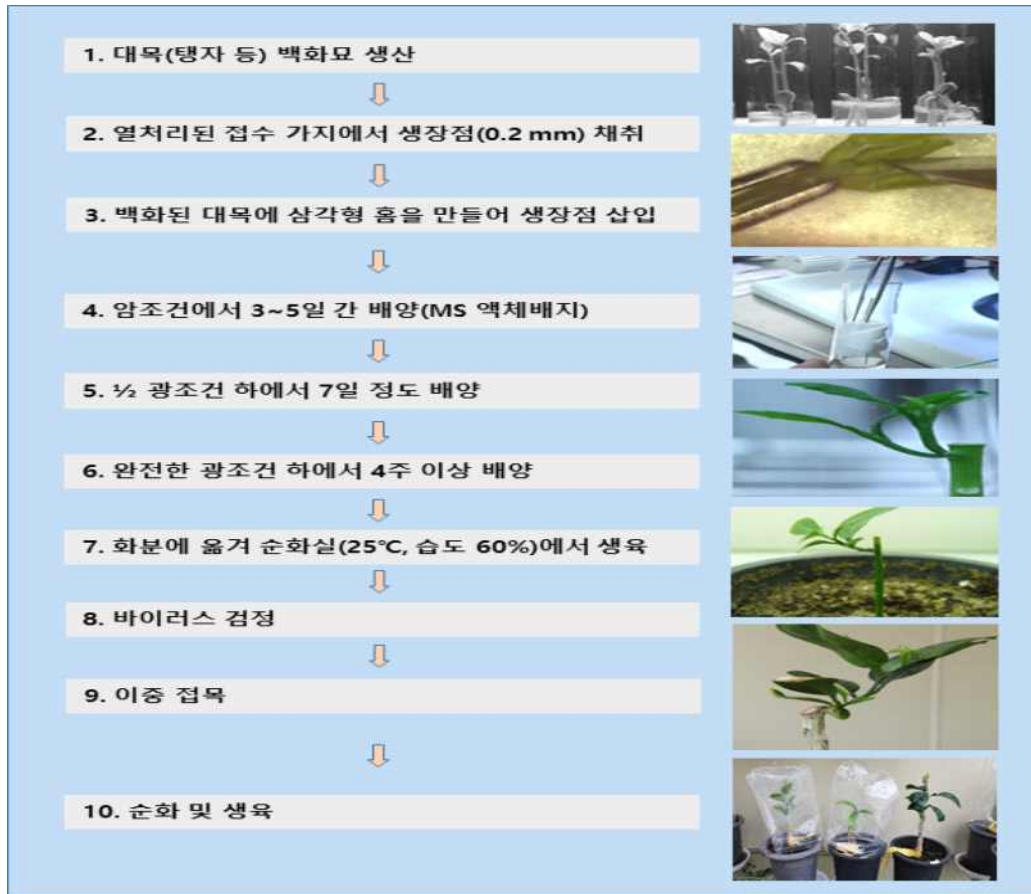 1. 대목(탱자 등) 백화묘 생산
2. 열처리된 접수 가지에서 생장점(0.2 mm) 채취
3. 백화된 대목에 삼각형 홈을 만들어 생장점 삽입
4. 암조건에서 3~5일 간 배양(MS 액체배지)
5. ½ 광조건 하에서 7일 정도 배양
6. 완전한 광조건 하에서 4주 이상 배양
7. 화분에 옮겨 순화실(25℃, 습도 60%)에서 생육
8. 바이러스 검정
9. 이중 접목
10. 순화 및 생육